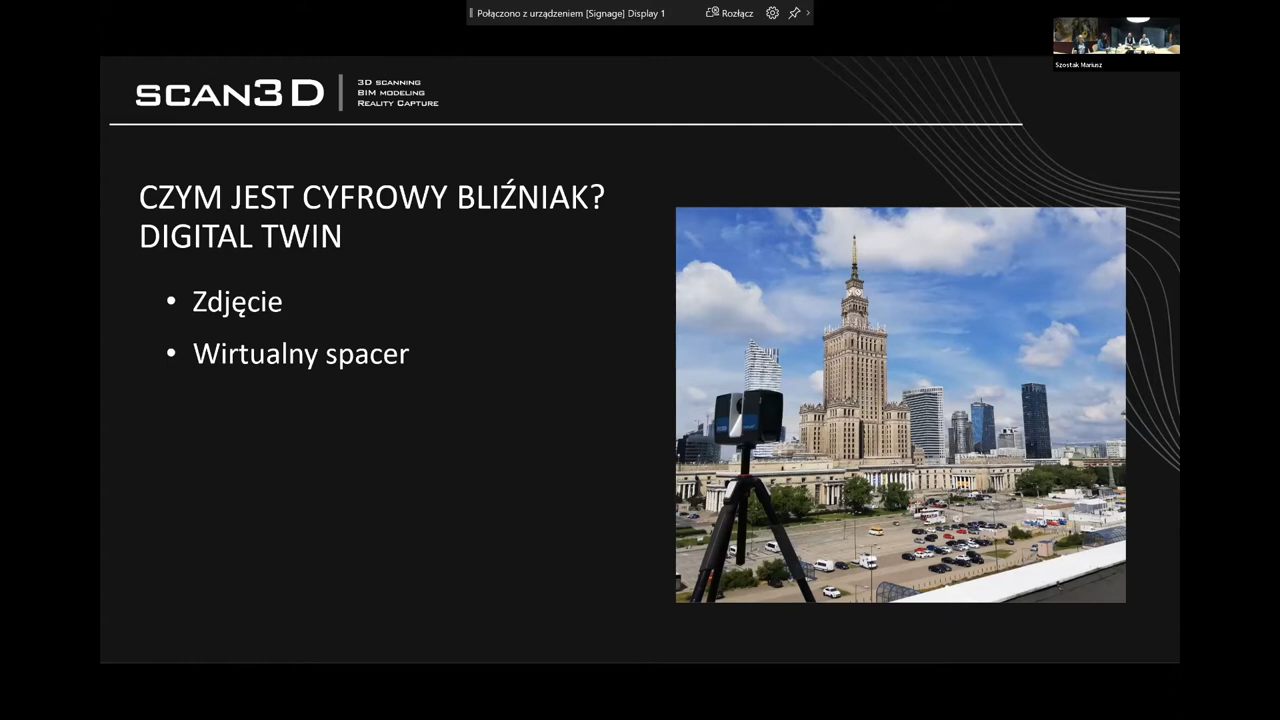 Połączono z urządzeniem [Signage] Display 1
Rozłącz
Szostak Mariusz
SCAN3D
3D SCANNING
BIM MODELING
REALITY CAPTURE
CZYM JEST CYFROWY BLIŹNIAK?
DIGITAL TWIN
• Zdjęcie
• Wirtualny spacer